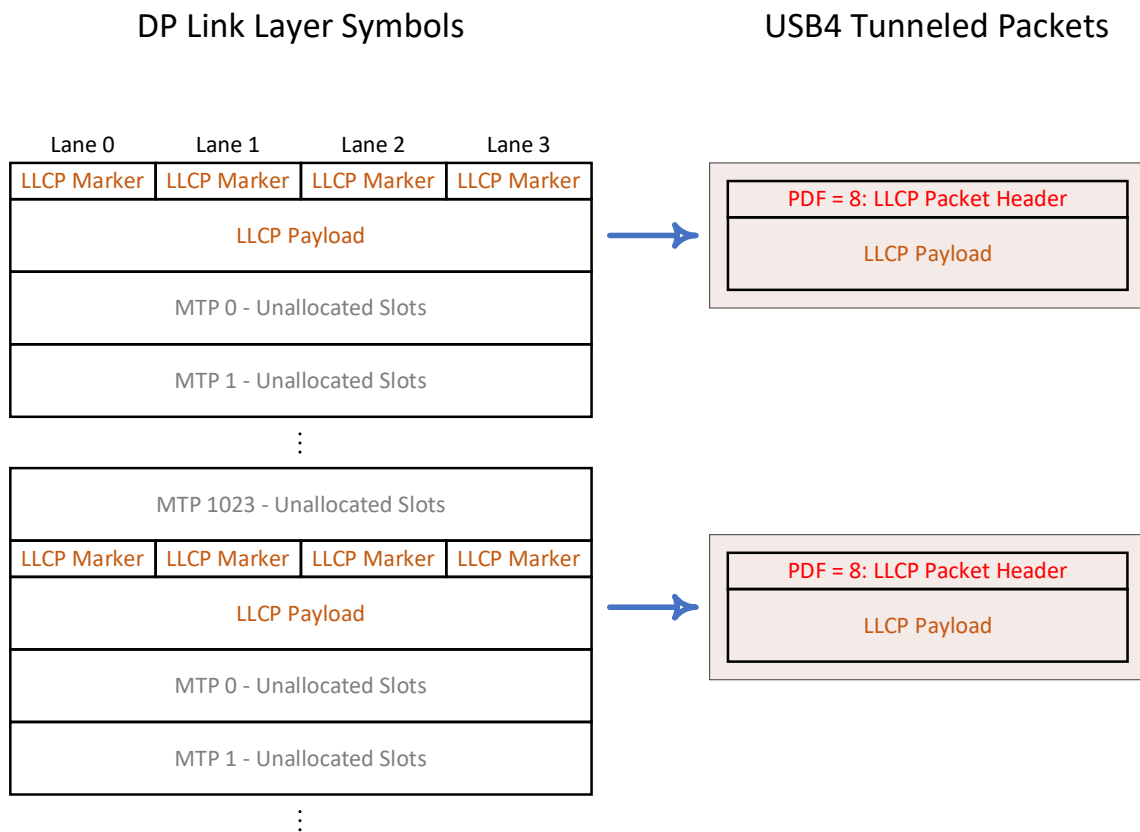 DP Link Layer Symbols
USB4 Tunneled Packets
Lane 0 Lane 1 Lane 2 Lane 3
LLCP Marker LLCP Marker LLCP Marker LLCP Marker
LLCP Payload
MTP 0 - Unallocated Slots
MTP 1 - Unallocated Slots
⋮
MTP 1023 - Unallocated Slots
LLCP Marker LLCP Marker LLCP Marker LLCP Marker
LLCP Payload
MTP 0 - Unallocated Slots
MTP 1 - Unallocated Slots
⋮
PDF = 8: LLCP Packet Header
LLCP Payload
PDF = 8: LLCP Packet Header
LLCP Payload